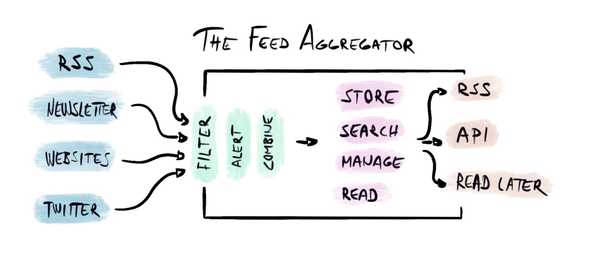 THE FEED AGGREGATOR
RSS
NEWSLETTER
WEBSITES
TWITTER
FILTER
ALERT
COMBINE
STORE
SEARCH
MANAGE
READ
RSS
API
READ LATER